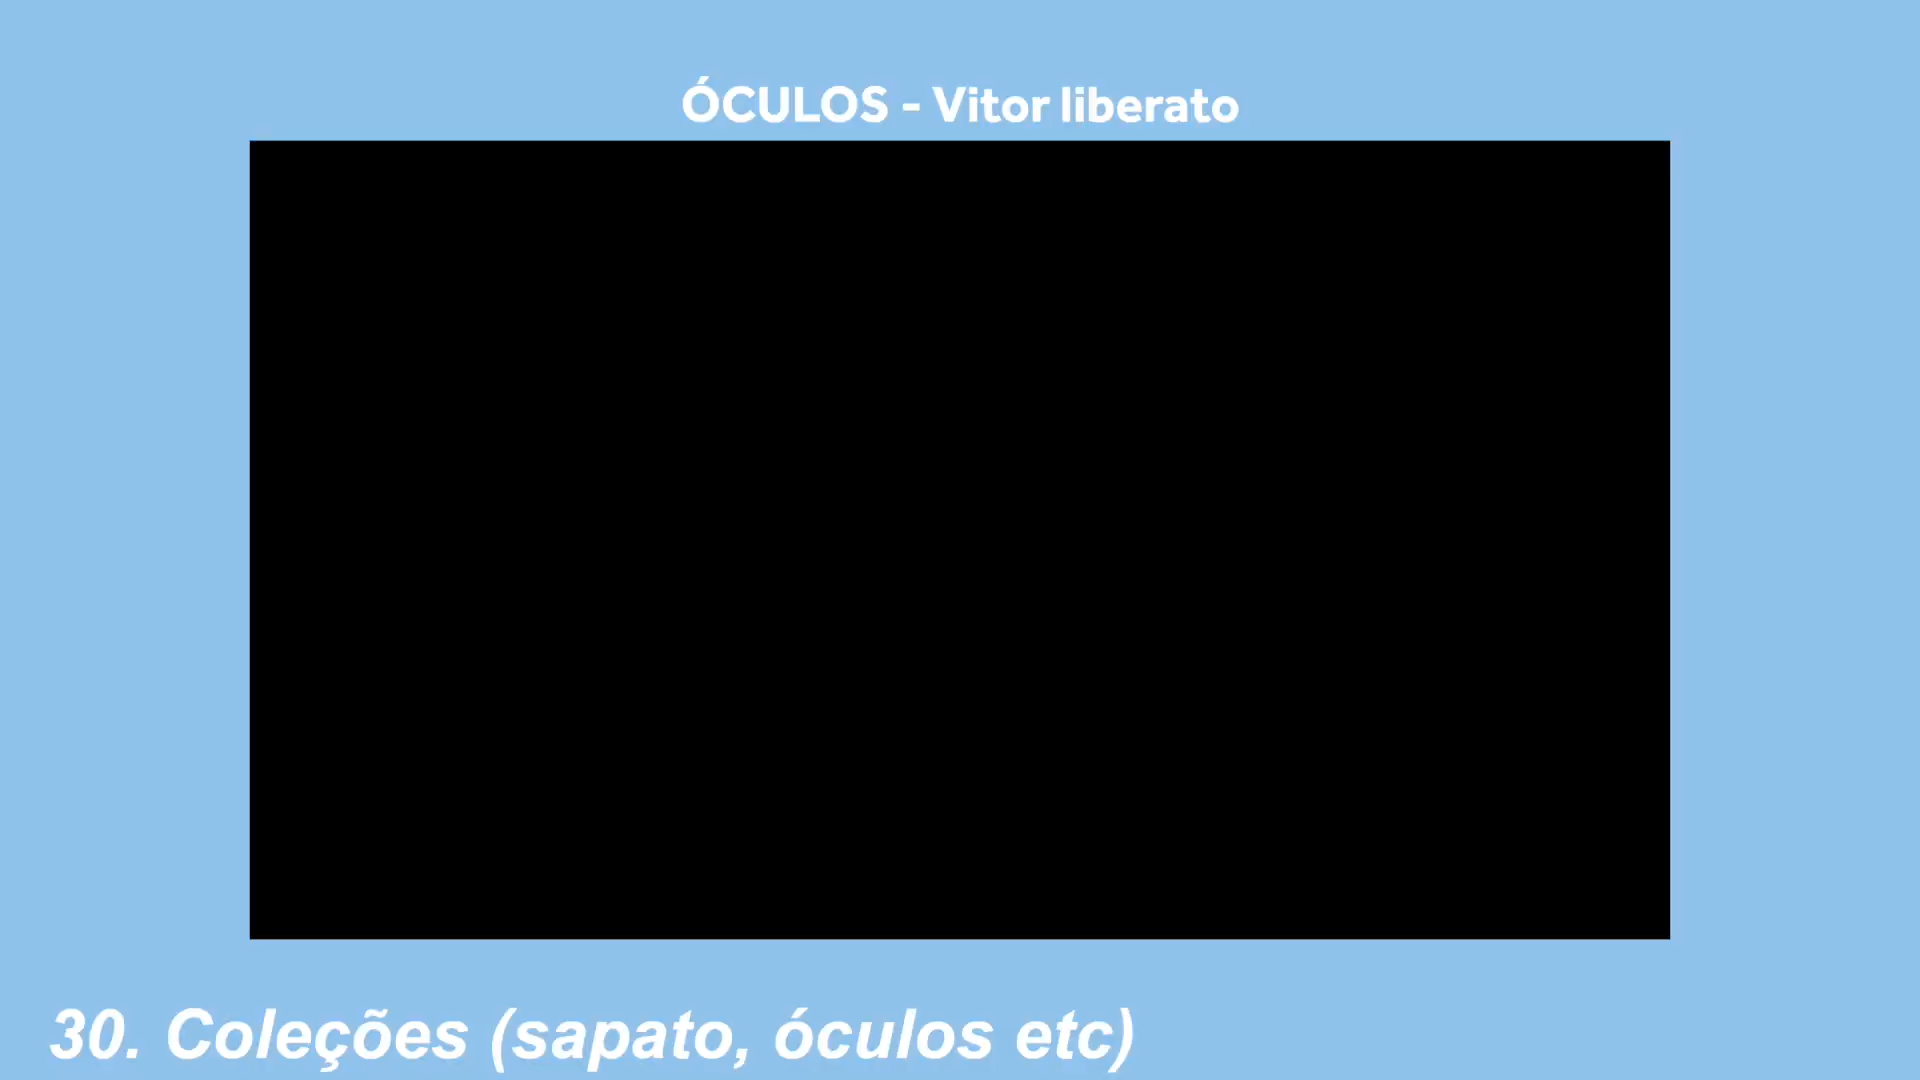 ÓCULOS - Vitor liberato
30. Coleções (sapato, óculos etc)